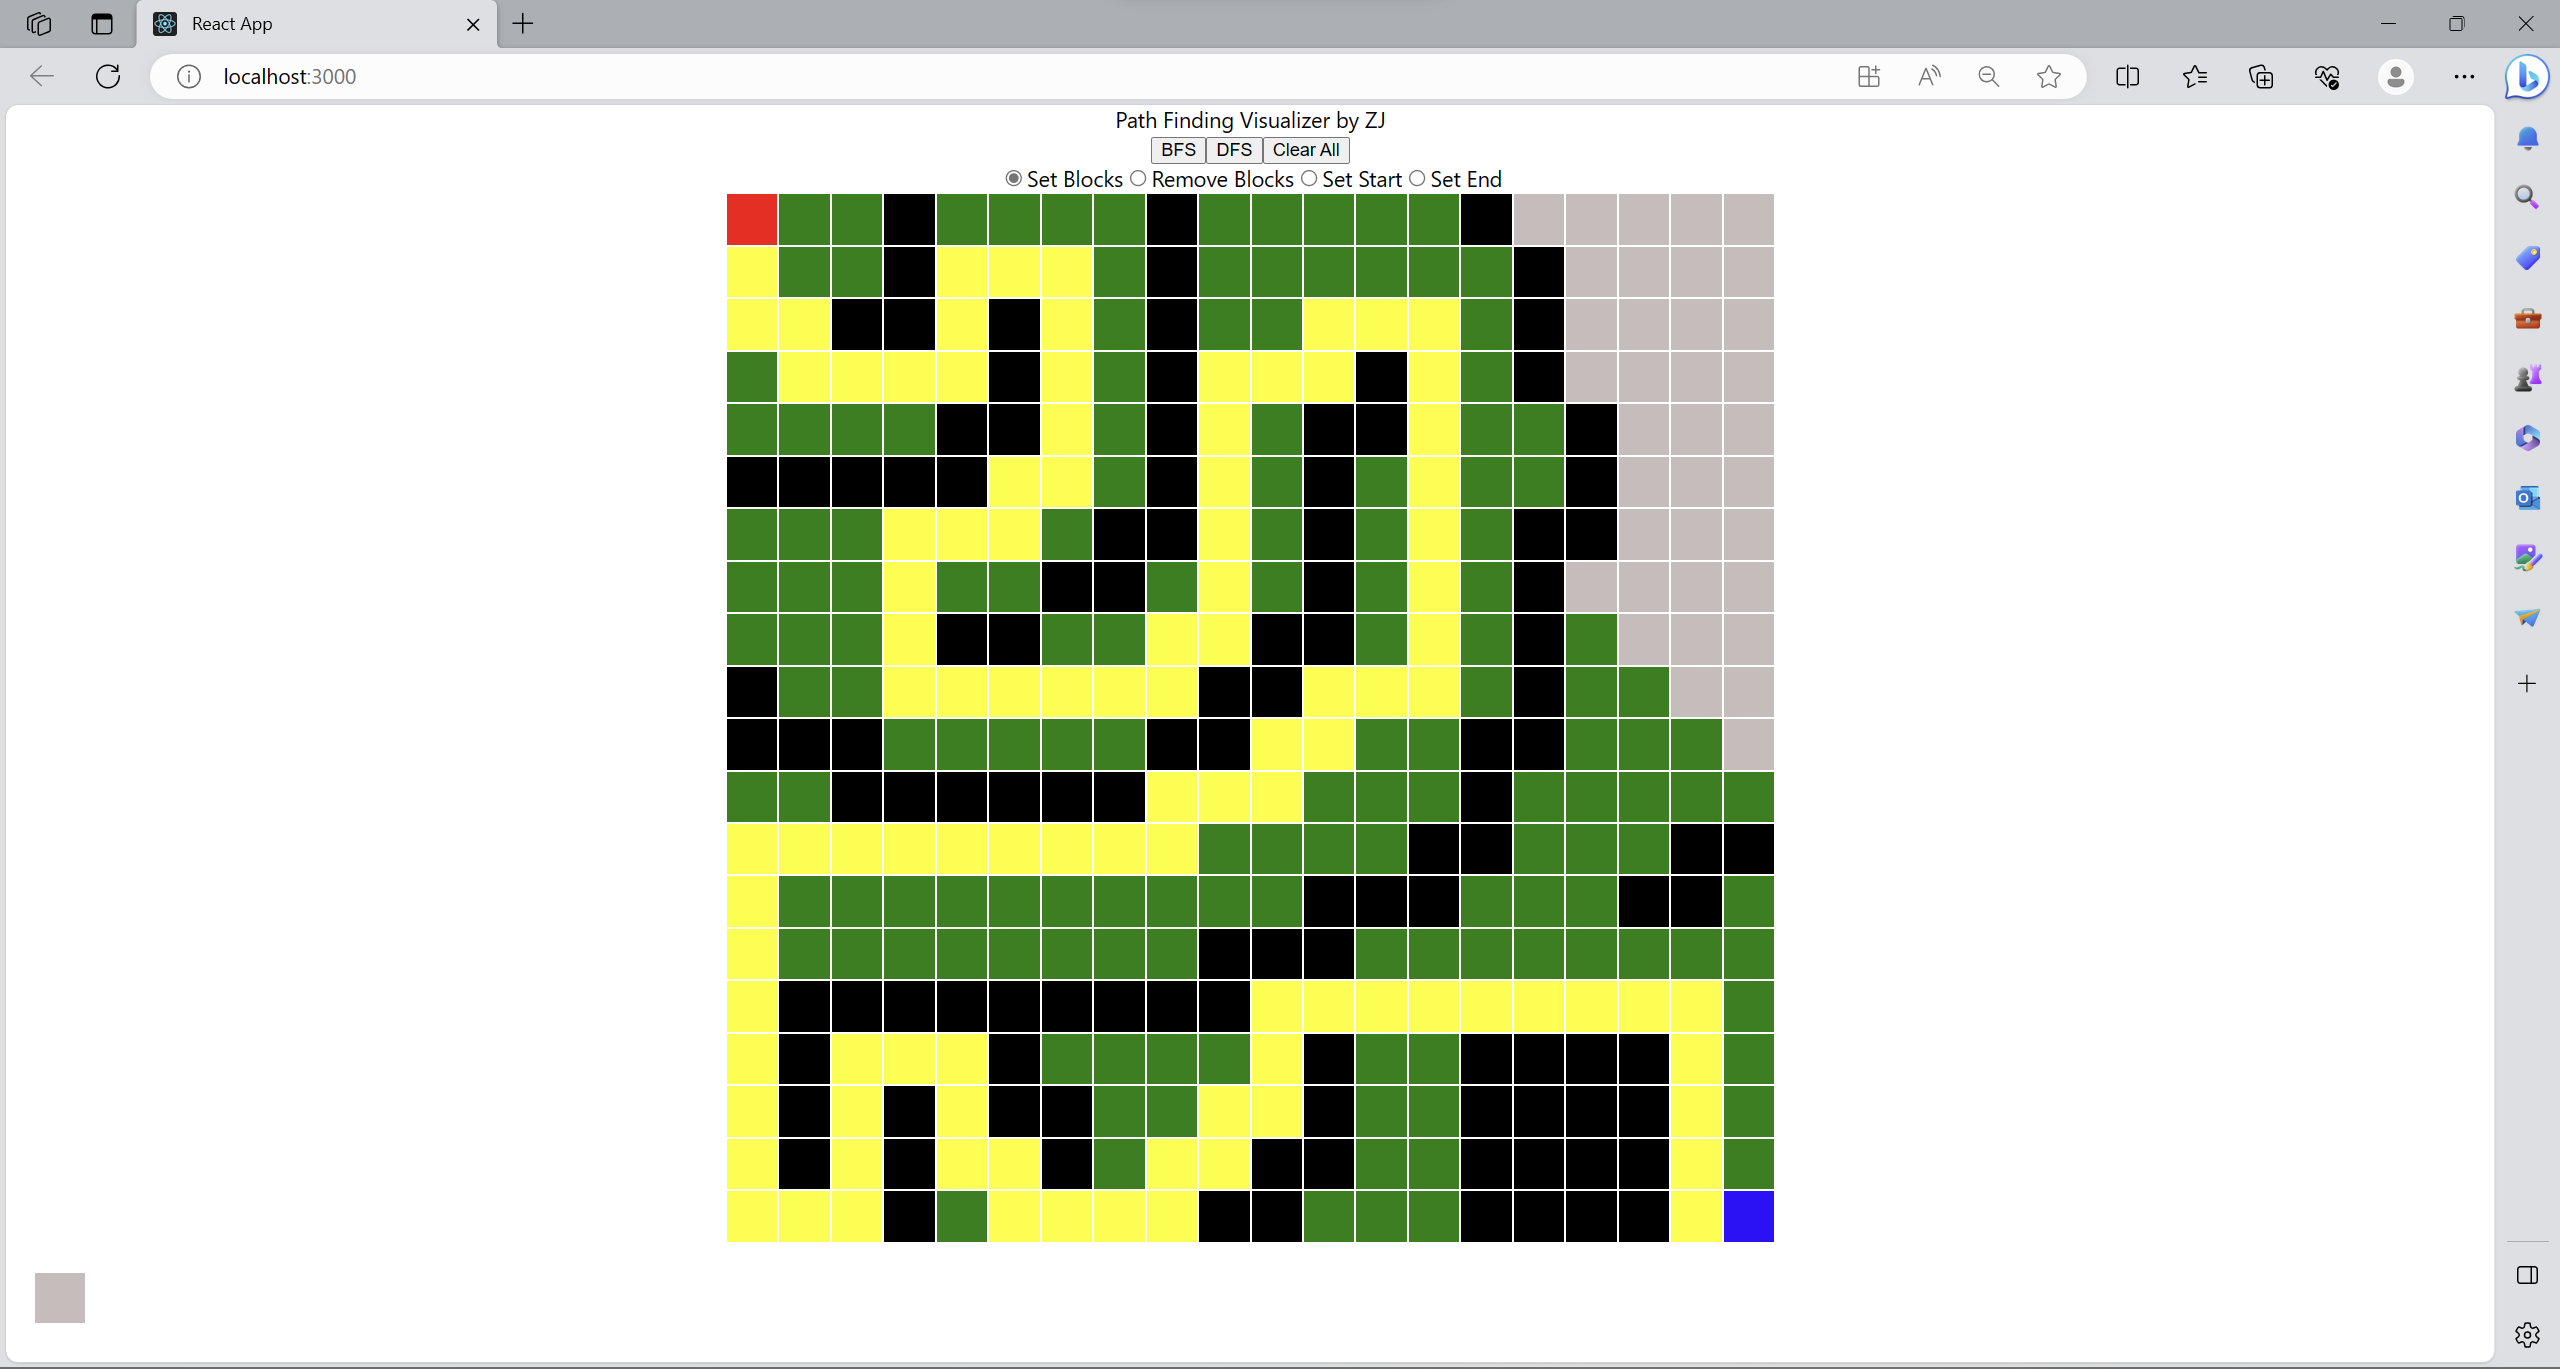 React App
localhost:3000
Path Finding Visualizer by ZJ
BFS DFS Clear All
Set Blocks Remove Blocks Set Start Set End